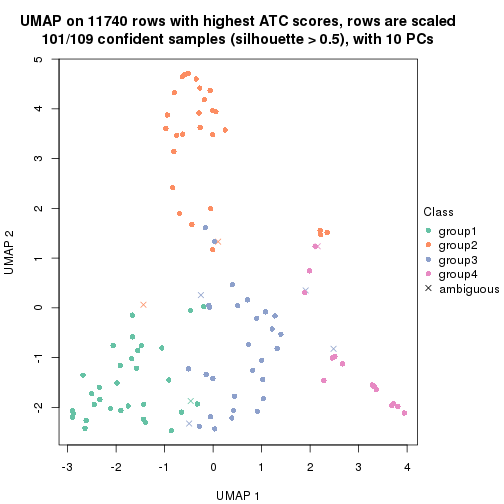 UMAP on 11740 rows with highest ATC scores, rows are scaled
101/109 confident samples (silhouette > 0.5), with 10 PCs
5
4
3
2
1
0
-1
-2
UMAP 2
-3
-2
-1
0
1
2
3
4
UMAP 1
Class
group1
group2
group3
group4
ambiguous